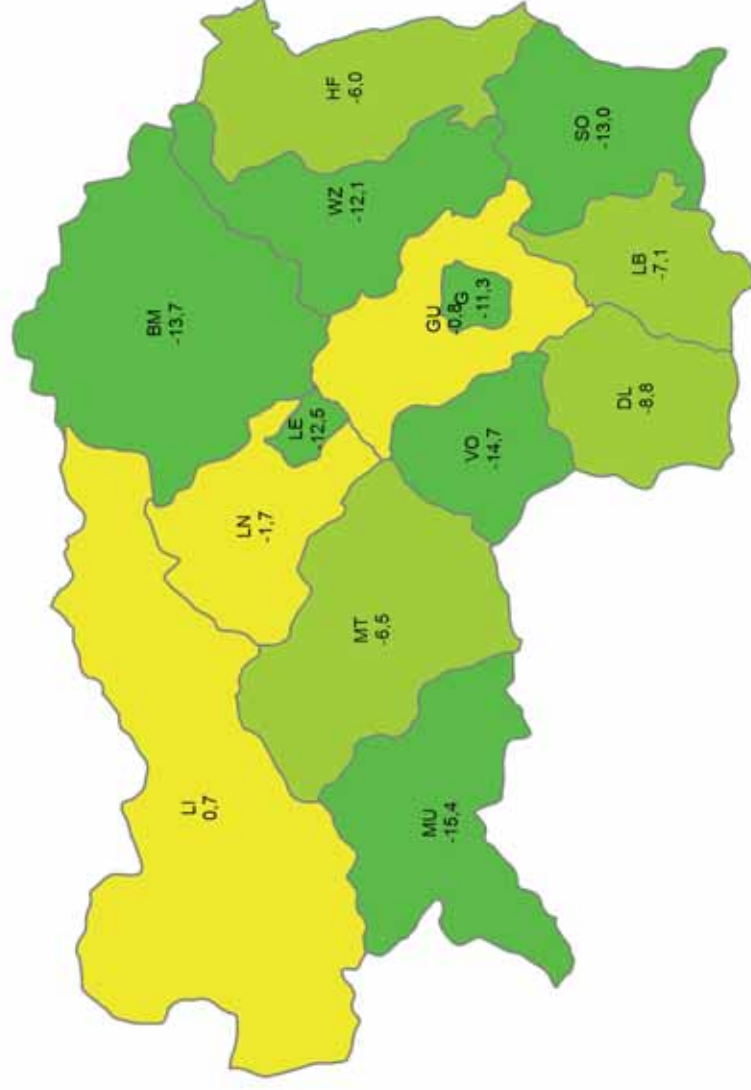 BM
-13,7
LI
0,7
LN
-1,7
LE
-12,5
WZ
-12,1
HF
-6,0
MT
-6,5
MU
-15,4
GU
-0,8
G
-11,3
VO
-14,7
SO
-13,0
DL
-8,8
LB
-7,1